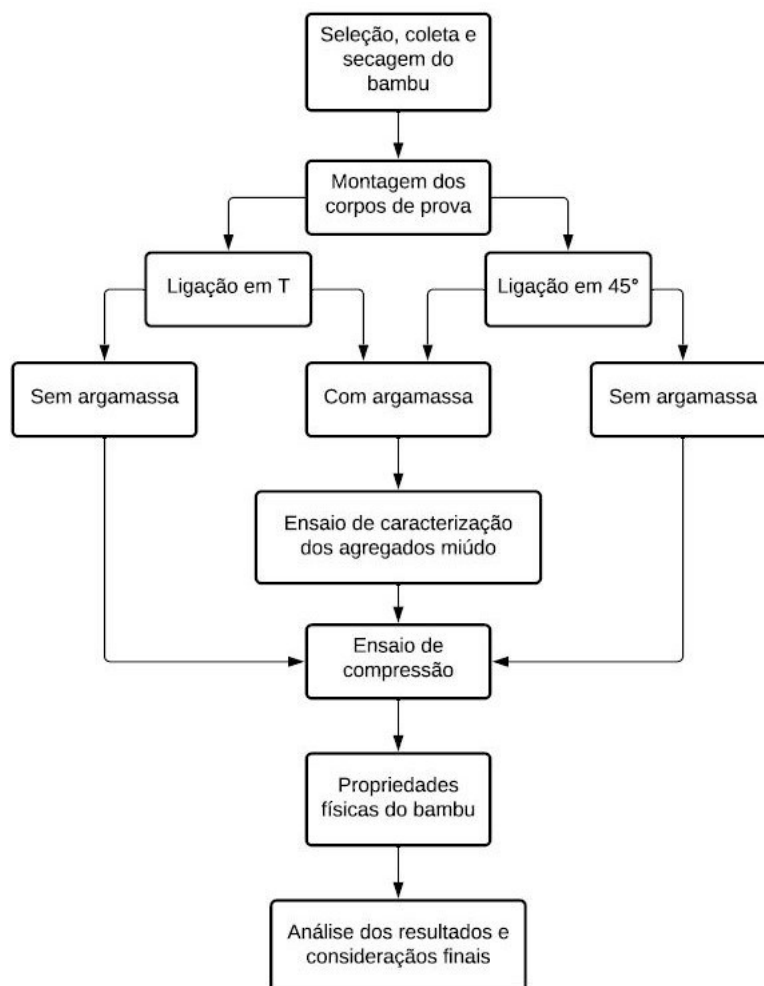 Seleção, coleta e
secagem do
bambu
Montagem dos
corpos de prova
Ligação em T
Ligação em 45°
Sem argamassa
Com argamassa
Sem argamassa
Ensaio de caracterização
dos agregados miúdo
Ensaio de
compressão
Propriedades
físicas do bambu
Análise dos resultados e
consideraçãos finais